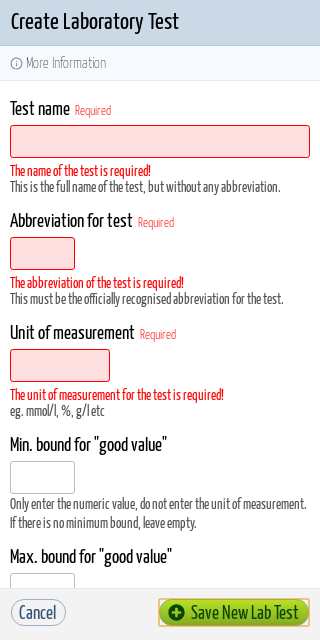 Create Laboratory Test
More Information
Test name Required
The name of the test is required!
This is the full name of the test, but without any abbreviation.
Abbreviation for test Required
The abbreviation of the test is required!
This must be the officially recognised abbreviation for the test.
Unit of measurement Required
The unit of measurement for the test is required!
eg. mmol/l, %, g/l etc
Min. bound for "good value"
Only enter the numeric value, do not enter the unit of measurement.
If there is no minimum bound, leave empty.
Max. bound for "good value"
Cancel
Save New Lab Test